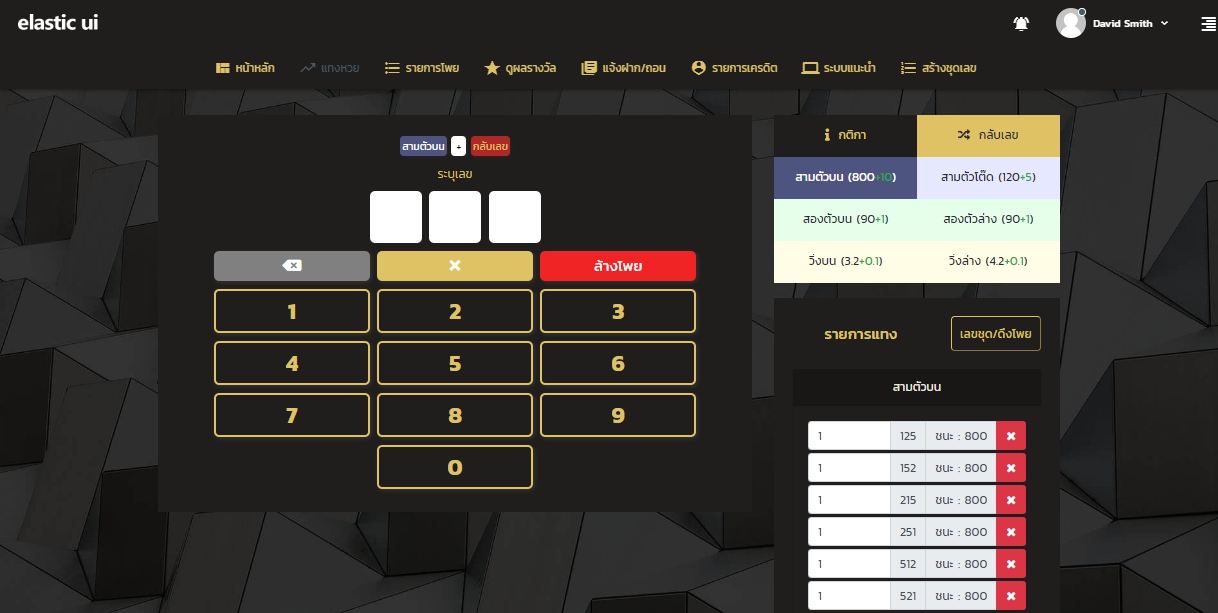 elastic ui
David Smith
หน้าหลัก แทงหวย รายการโพย ดูผลรางวัล แจ้งฝาก/ถอน รายการเครดิต ระบบแนะนำ สร้างชุดเลข
สามตัวบน + กลับเลข
ระบุเลข
ล้างโพย
1 2 3
4 5 6
7 8 9
0
กติกา กลับเลข
สามตัวบน (800+10) สามตัวโต๊ด (120+5)
สองตัวบน (90+1) สองตัวล่าง (90+1)
วิ่งบน (3.2+0.1) วิ่งล่าง (4.2+0.1)
รายการแทง เลขชุด/ดึงโพย
สามตัวบน
1 125 ชนะ : 800
1 152 ชนะ : 800
1 215 ชนะ : 800
1 251 ชนะ : 800
1 512 ชนะ : 800
1 521 ชนะ : 800